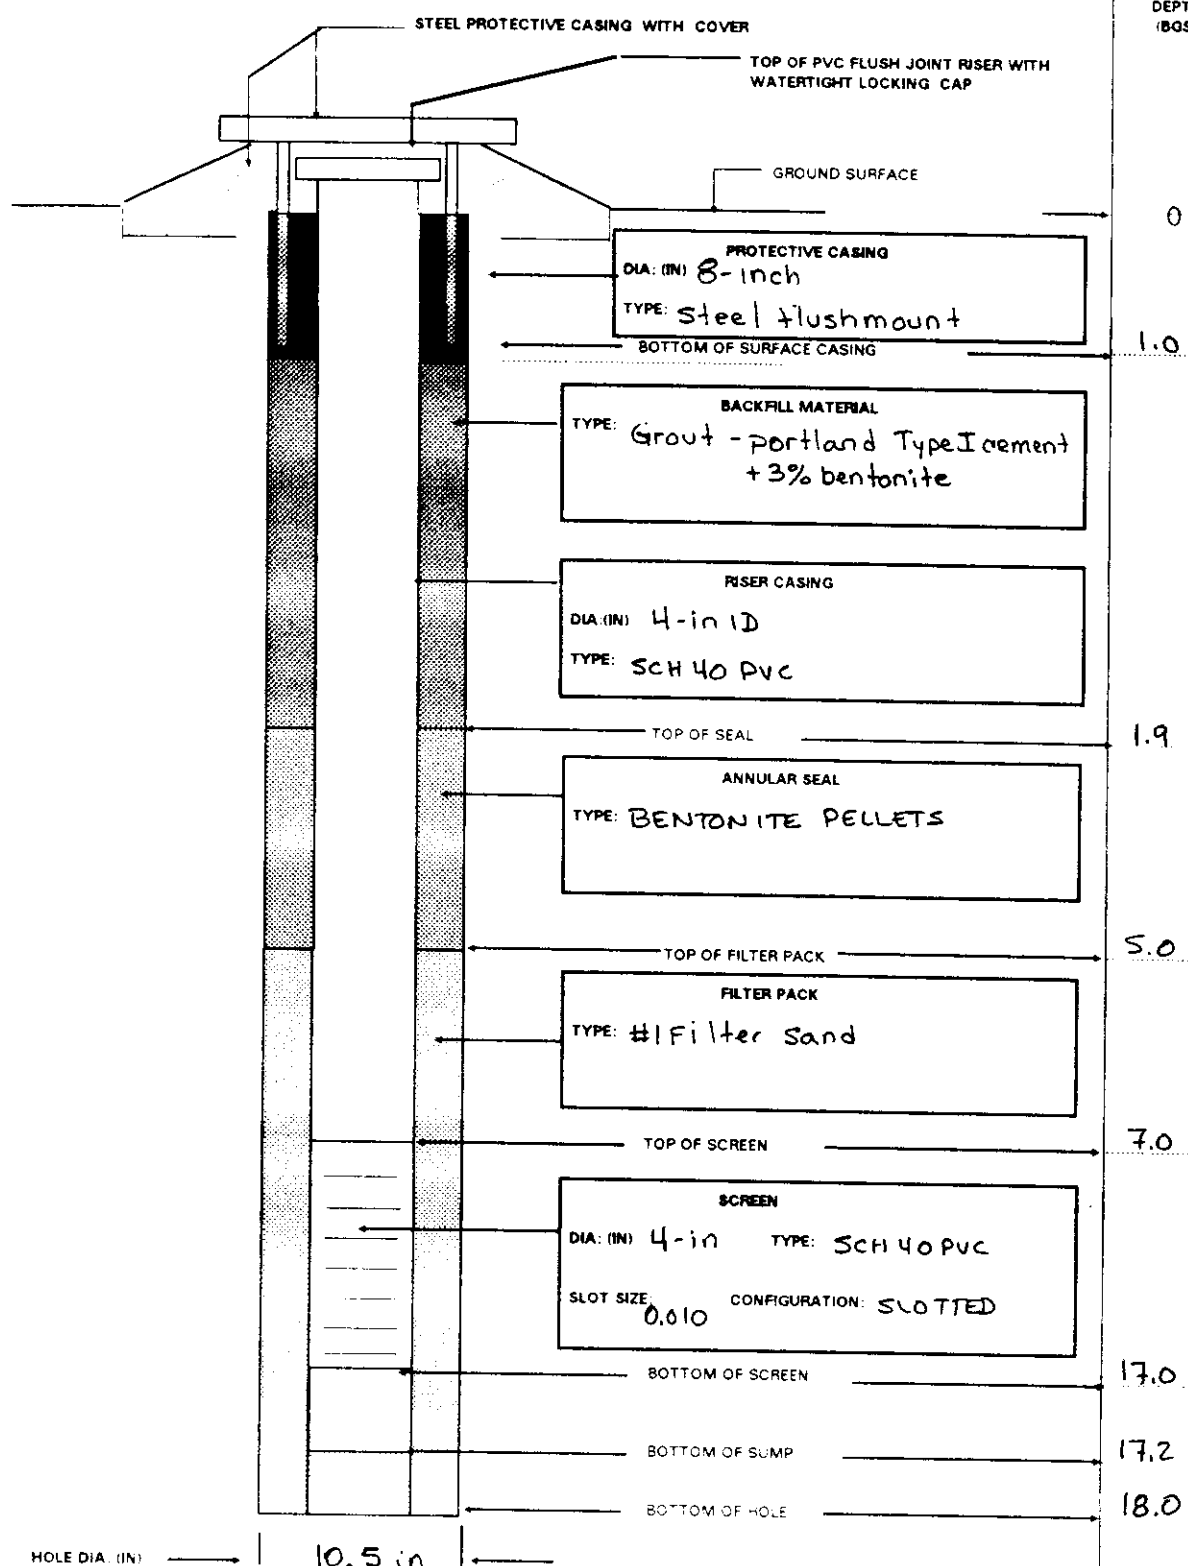 DEPT
(BGS
STEEL PROTECTIVE CASING WITH COVER
TOP OF PVC FLUSH JOINT RISER WITH
WATERTIGHT LOCKING CAP
GROUND SURFACE
0
PROTECTIVE CASING
DIA: (IN) 8-inch
TYPE: Steel flushmount
BOTTOM OF SURFACE CASING 1.0
BACKFILL MATERIAL
TYPE: Grout - portland Type I cement
+3% bentonite
RISER CASING
DIA:(IN) 4-in ID
TYPE: SCH 40 PVC
TOP OF SEAL 1.9
ANNULAR SEAL
TYPE: BENTONITE PELLETS
TOP OF FILTER PACK 5.0
FILTER PACK
TYPE: #1 Filter Sand
TOP OF SCREEN 7.0
SCREEN
DIA: (IN) 4-in TYPE: SCH 40 PVC
SLOT SIZE: 0.010 CONFIGURATION: SLOTTED
BOTTOM OF SCREEN 17.0
BOTTOM OF SUMP 17.2
BOTTOM OF HOLE 18.0
HOLE DIA. (IN) 10.5 in